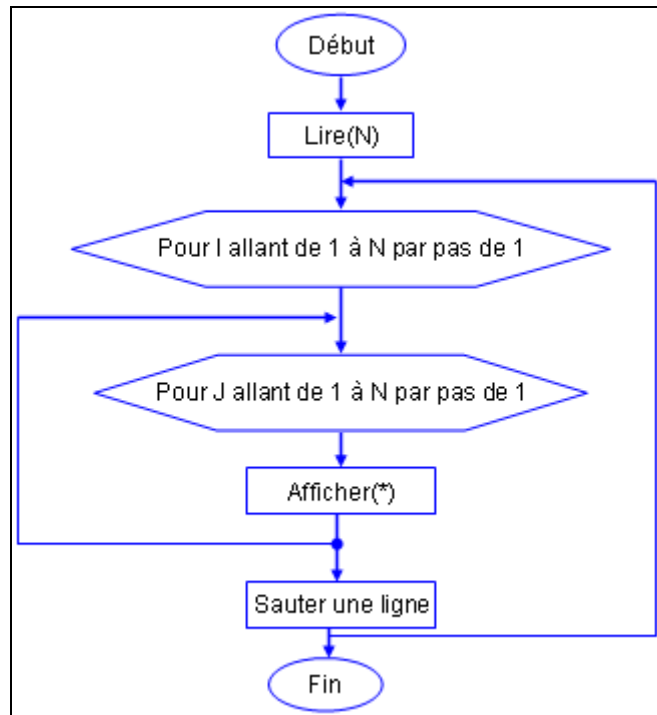 Début
Lire(N)
Pour I allant de 1 à N par pas de 1
Pour J allant de 1 à N par pas de 1
Afficher(*)
Sauter une ligne
Fin